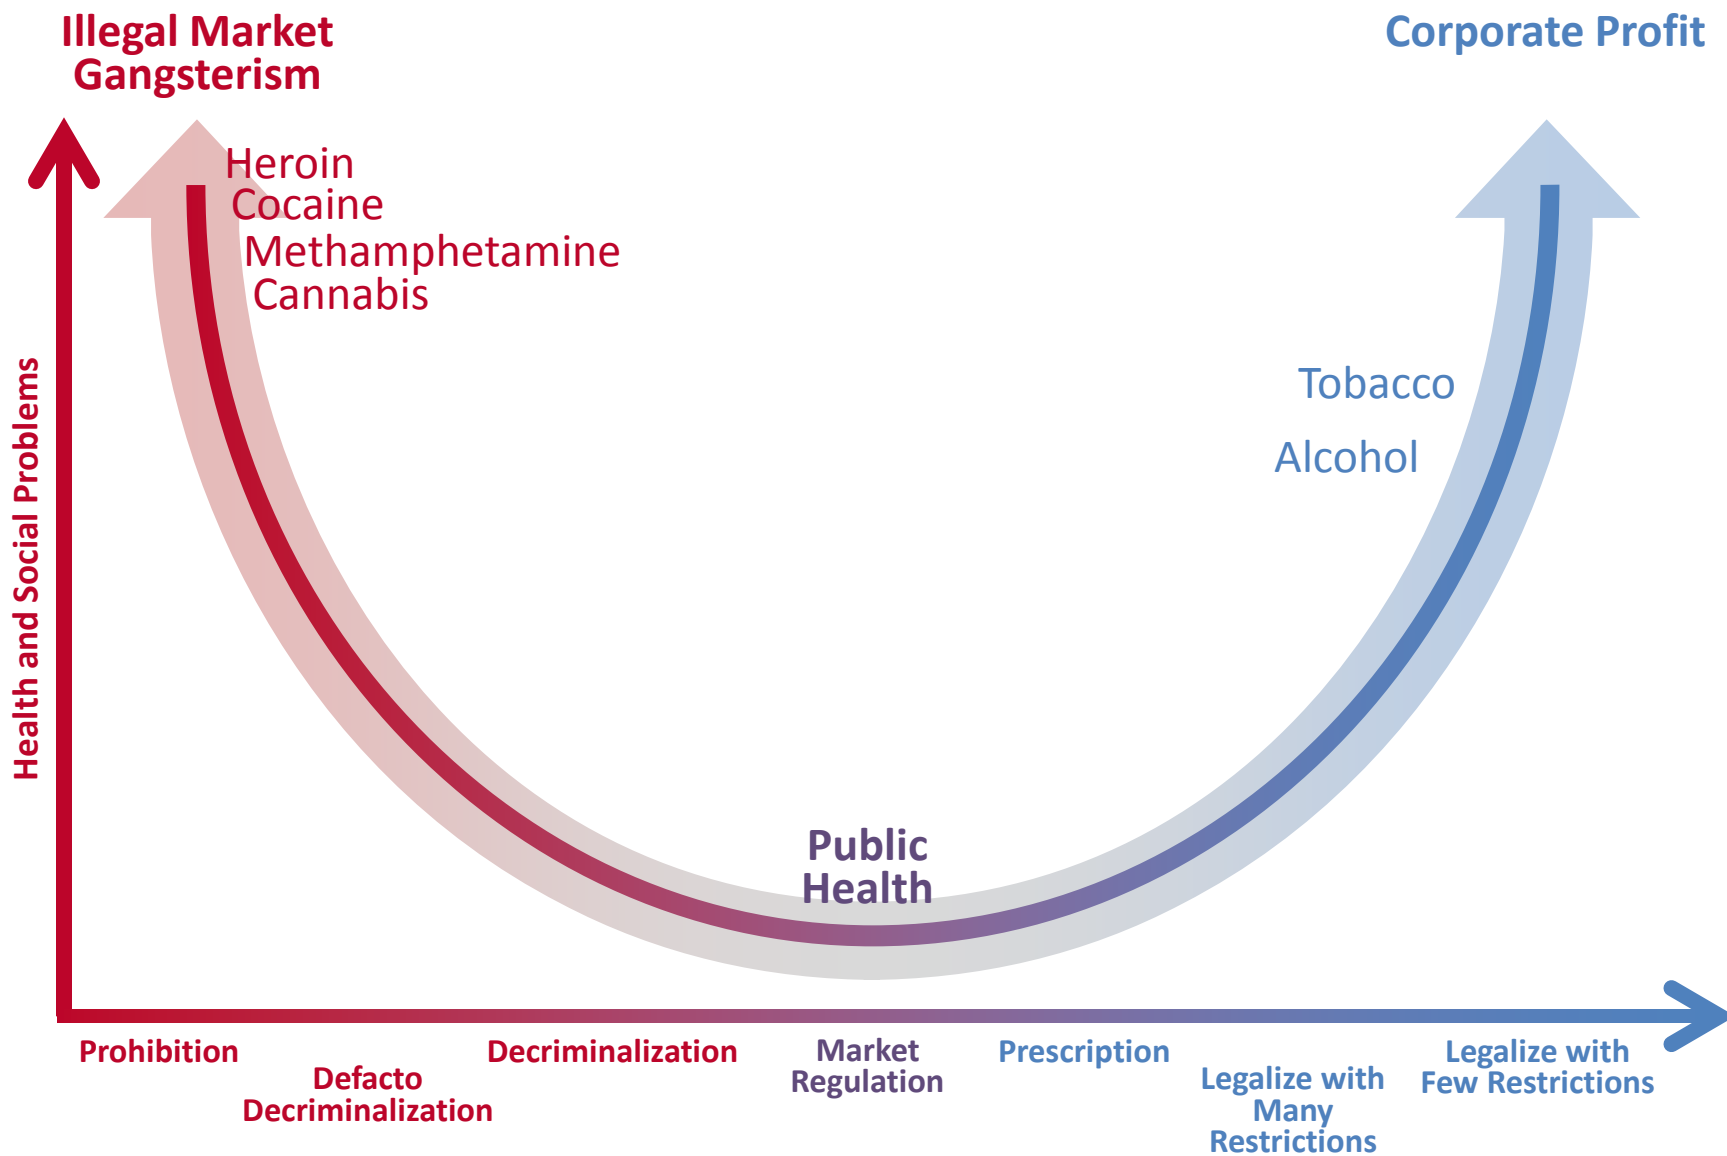 Illegal Market
Gangsterism
Corporate Profit
Heroin
Cocaine
Methamphetamine
Cannabis
Tobacco
Alcohol
Health and Social Problems
Public
Health
Prohibition
Defacto
Decriminalization
Decriminalization
Market
Regulation
Prescription
Legalize with
Many
Restrictions
Legalize with
Few Restrictions